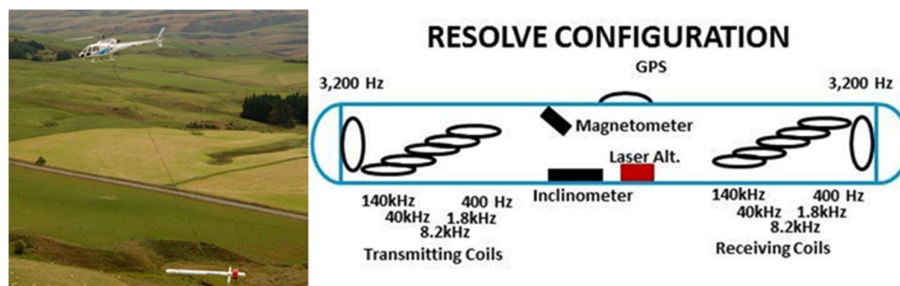 RESOLVE CONFIGURATION
GPS
3,200 Hz
3,200 Hz
Magnetometer
Laser Alt.
Inclinometer
140kHz
400 Hz
40kHz
1.8kHz
8.2kHz
Transmitting Coils
140kHz
400 Hz
40kHz
1.8kHz
8.2kHz
Receiving Coils